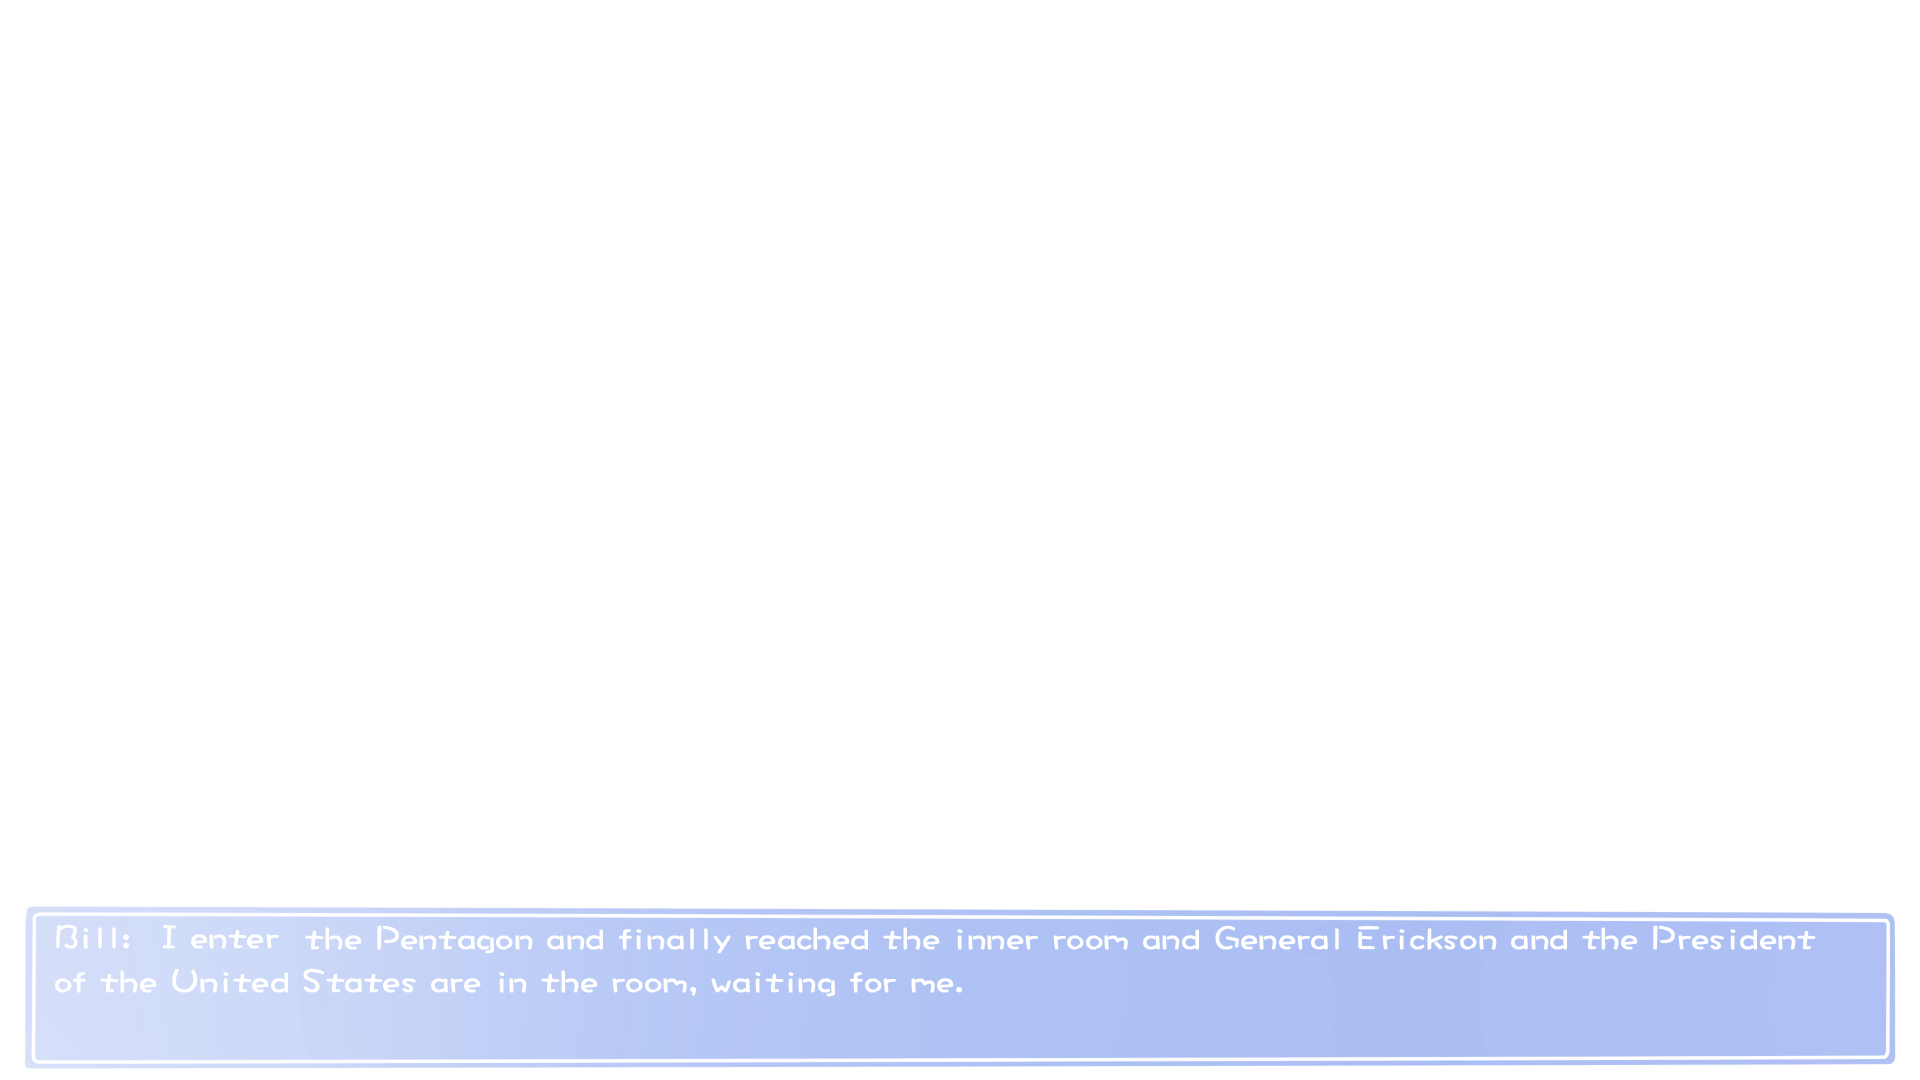 Bill: I enter the Pentagon and finally reached the inner room and General Erickson and the President
of the United States are in the room, waiting for me.